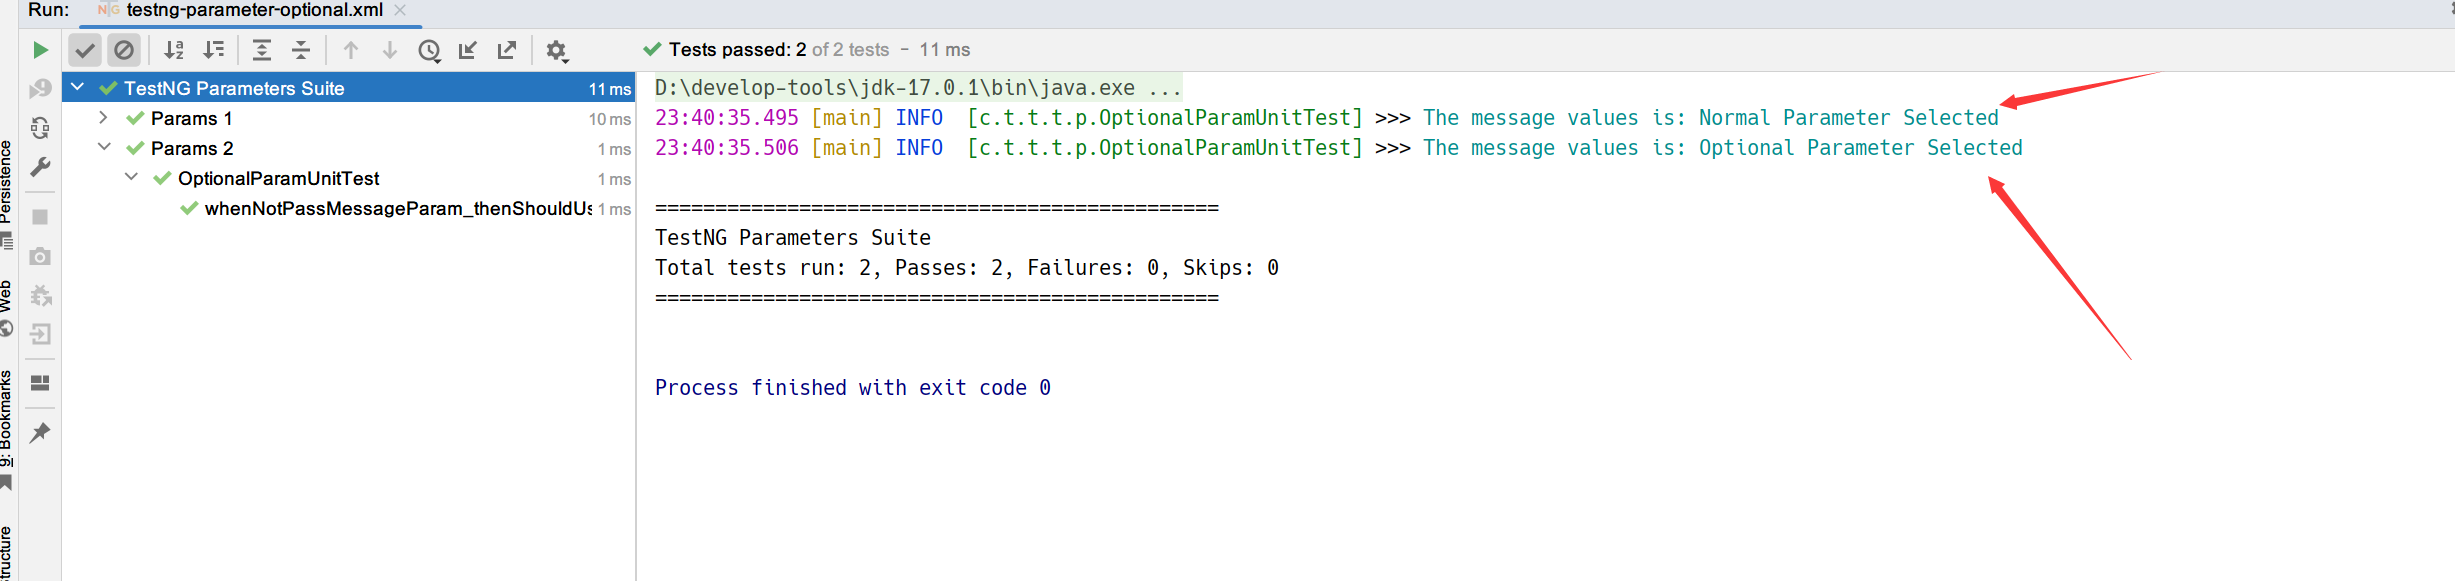 Run: NG testng-parameter-optional.xml
Tests passed: 2 of 2 tests – 11 ms
TestNG Parameters Suite 11 ms
Params 1 10 ms
Params 2 1 ms
OptionalParamUnitTest 1 ms
whenNotPassMessageParam_thenShouldUs 1 ms
D:\develop-tools\jdk-17.0.1\bin\java.exe ...
23:40:35.495 [main] INFO  [c.t.t.t.p.OptionalParamUnitTest] >>> The message values is: Normal Parameter Selected
23:40:35.506 [main] INFO  [c.t.t.t.p.OptionalParamUnitTest] >>> The message values is: Optional Parameter Selected
===============================================
TestNG Parameters Suite
Total tests run: 2, Passes: 2, Failures: 0, Skips: 0
===============================================
Process finished with exit code 0
Persistence
Web
9: Bookmarks
tructure